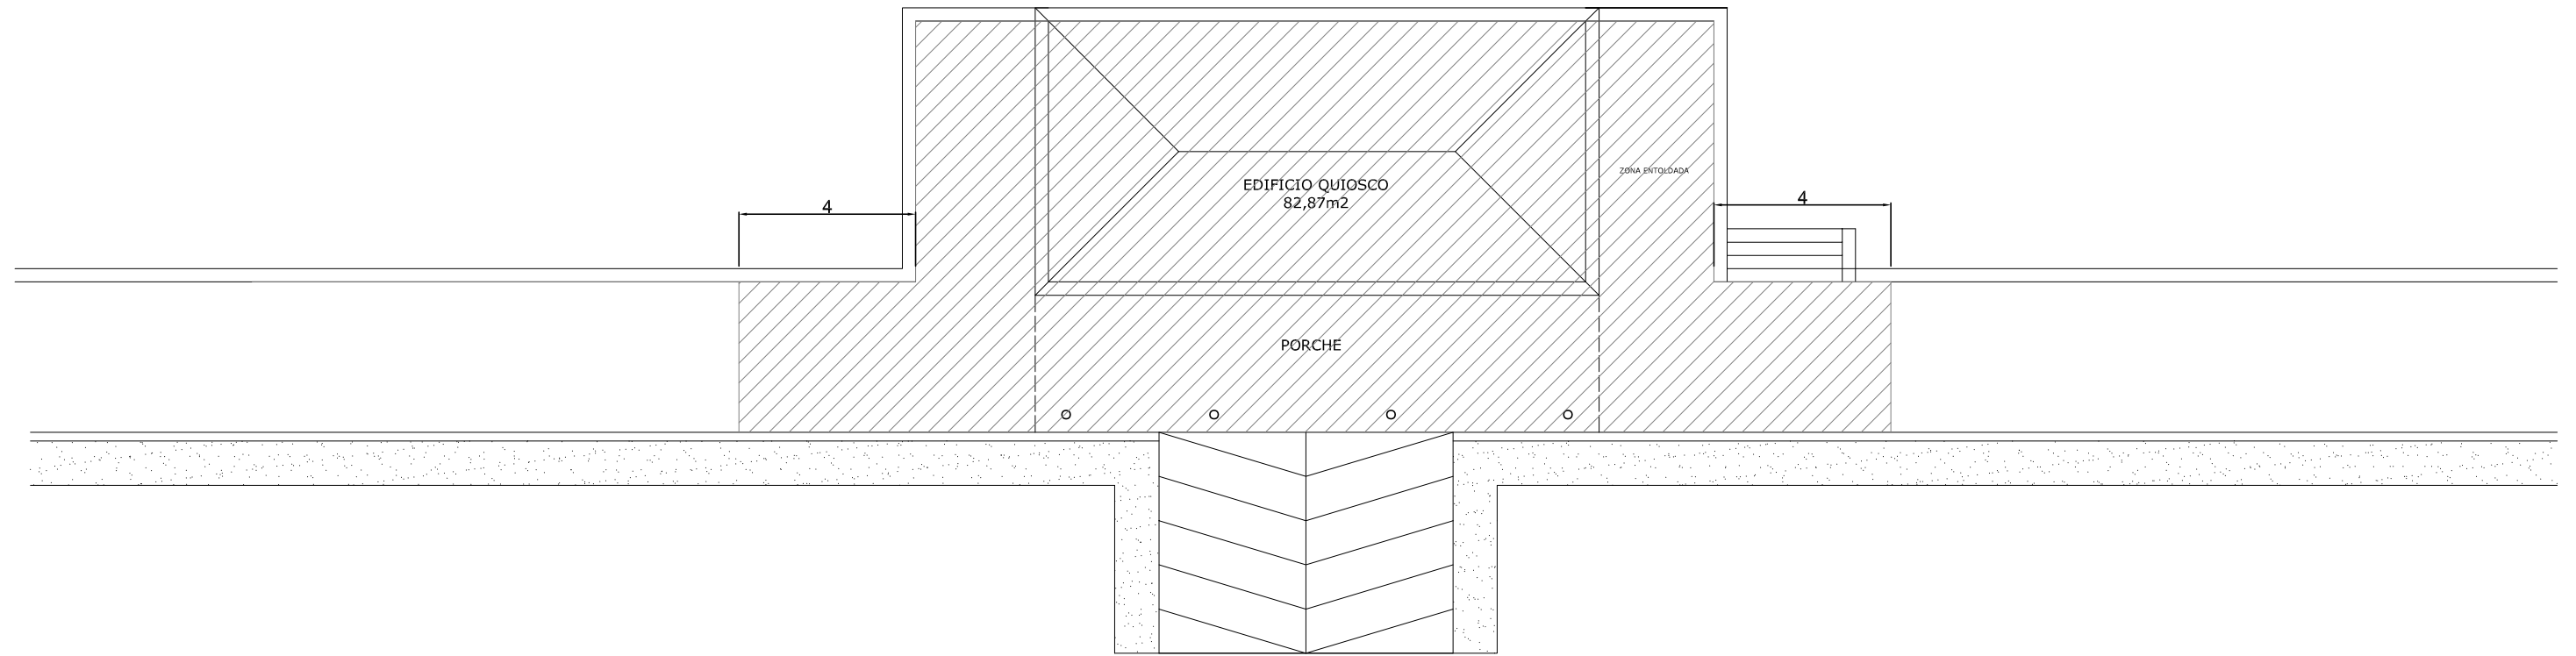 ZONA ENTOLDADA
EDIFICIO QUIOSCO
82,87m2
4
4
PORCHE